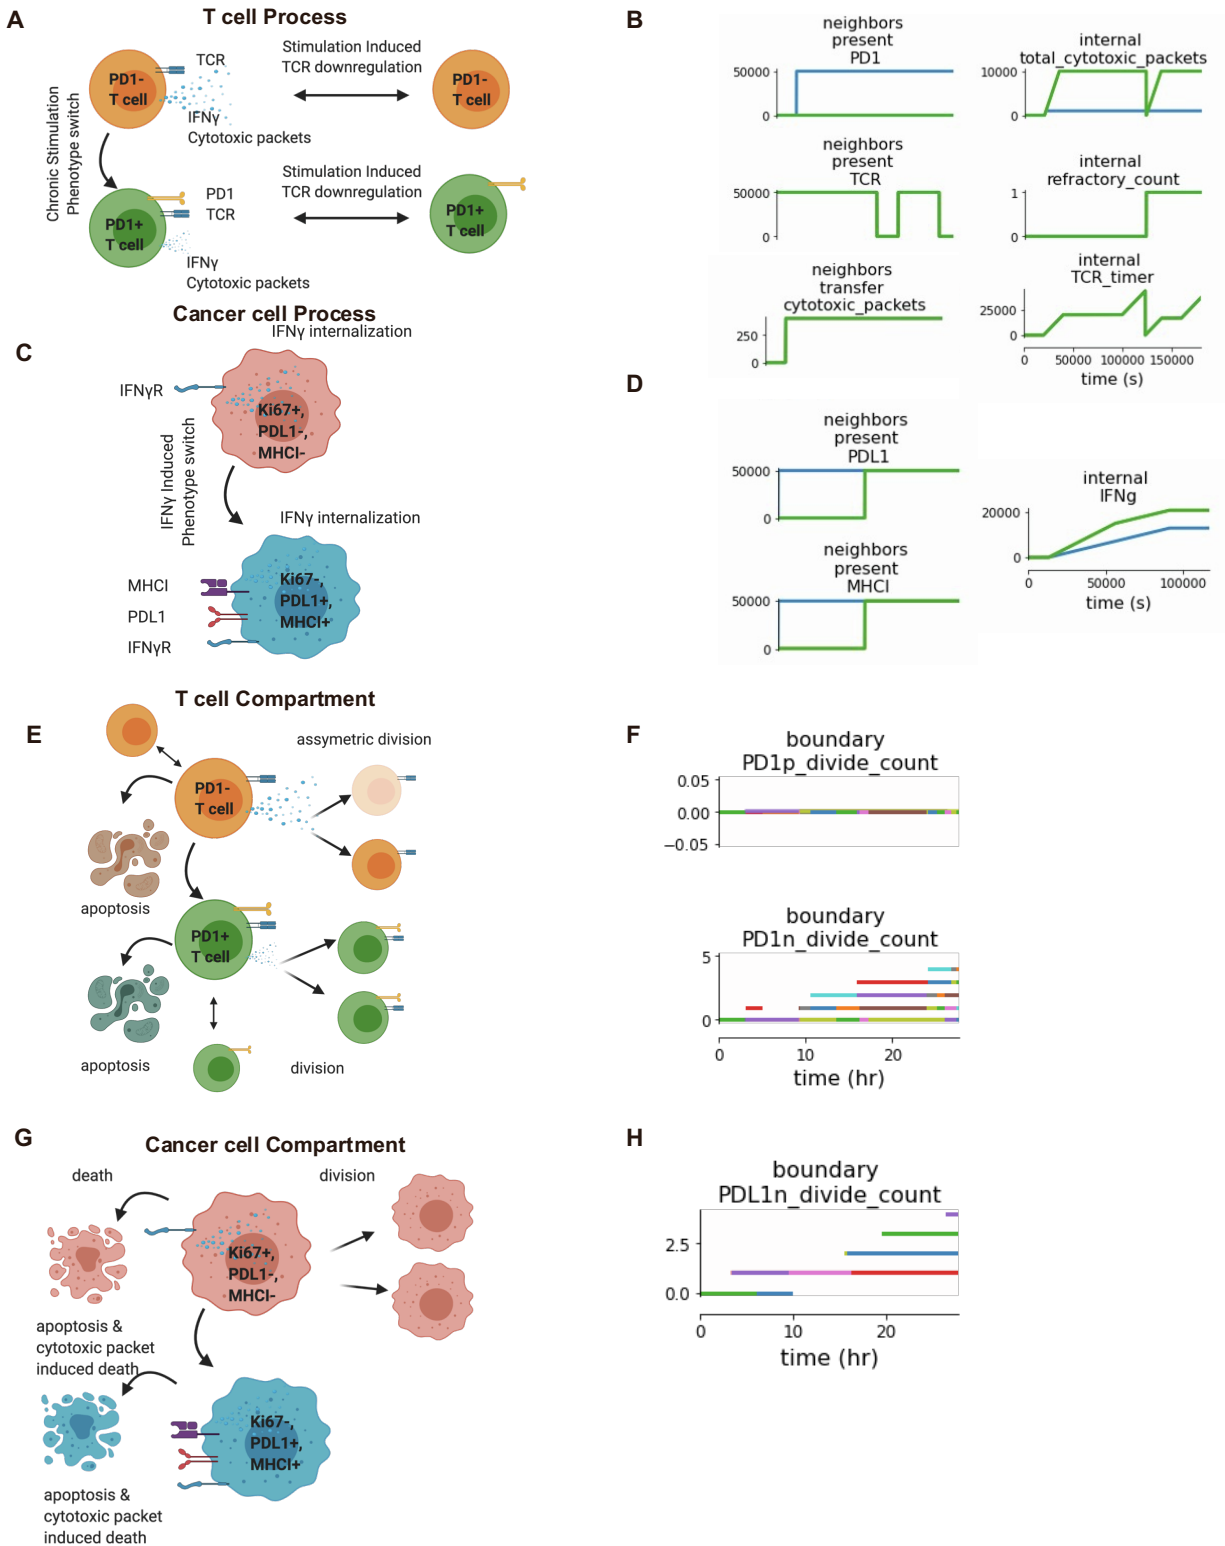 A
T cell Process
PD1-
T cell
TCR
IFNγ
Cytotoxic packets
Stimulation Induced
TCR downregulation
PD1-
T cell
Chronic Stimulation
Phenotype switch
PD1+
T cell
PD1
TCR
IFNγ
Cytotoxic packets
Stimulation Induced
TCR downregulation
PD1+
T cell
B
neighbors
present
PD1
50000
0
internal
total_cytotoxic_packets
10000
0
neighbors
present
TCR
50000
0
internal
refractory_count
1
0
neighbors
transfer
cytotoxic_packets
250
0
internal
TCR_timer
25000
0
0 50000 100000 150000
time (s)
C
Cancer cell Process
IFNγ internalization
IFNγR
Ki67+,
PDL1-,
MHCI-
IFNγ Induced
Phenotype switch
IFNγ internalization
MHCI
PDL1
IFNγR
Ki67-,
PDL1+,
MHCI+
D
neighbors
present
PDL1
50000
0
neighbors
present
MHCI
50000
0
internal
IFNg
20000
0
0 50000 100000
time (s)
E
T cell Compartment
PD1-
T cell
assymetric division
apoptosis
PD1+
T cell
apoptosis
division
F
boundary
PD1p_divide_count
0.05
0.00
−0.05
boundary
PD1n_divide_count
5
0
0 10 20
time (hr)
G
Cancer cell Compartment
death
division
Ki67+,
PDL1-,
MHCI-
apoptosis &
cytotoxic packet
induced death
Ki67-,
PDL1+,
MHCI+
apoptosis &
cytotoxic packet
induced death
H
boundary
PDL1n_divide_count
2.5
0.0
0 10 20
time (hr)